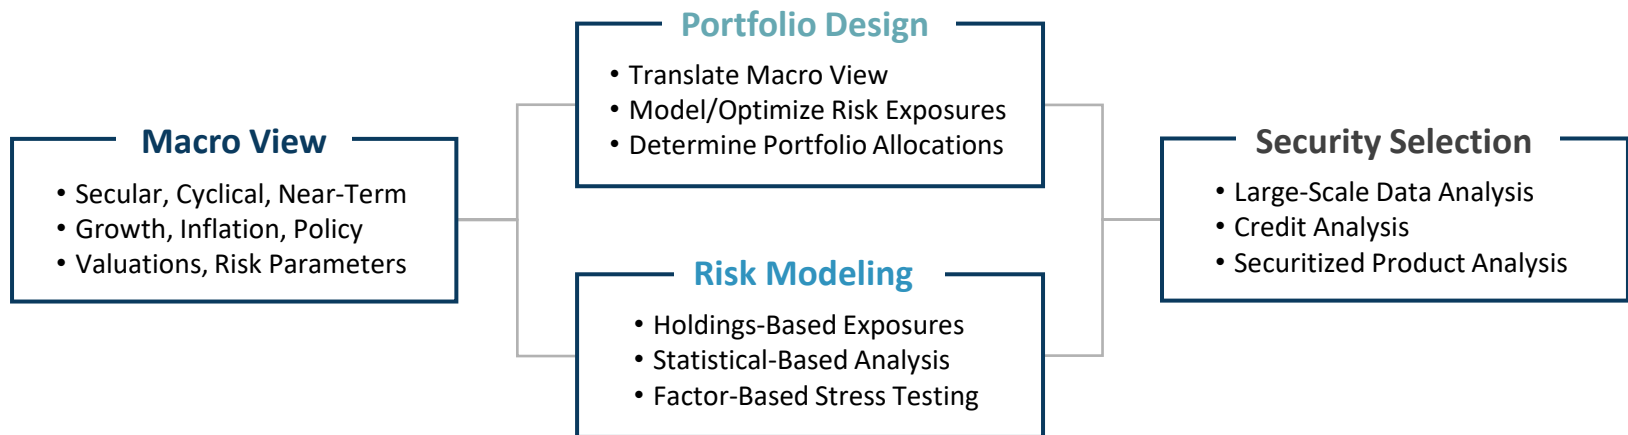 Macro View
• Secular, Cyclical, Near-Term
• Growth, Inflation, Policy
• Valuations, Risk Parameters
Portfolio Design
• Translate Macro View
• Model/Optimize Risk Exposures
• Determine Portfolio Allocations
Risk Modeling
• Holdings-Based Exposures
• Statistical-Based Analysis
• Factor-Based Stress Testing
Security Selection
• Large-Scale Data Analysis
• Credit Analysis
• Securitized Product Analysis